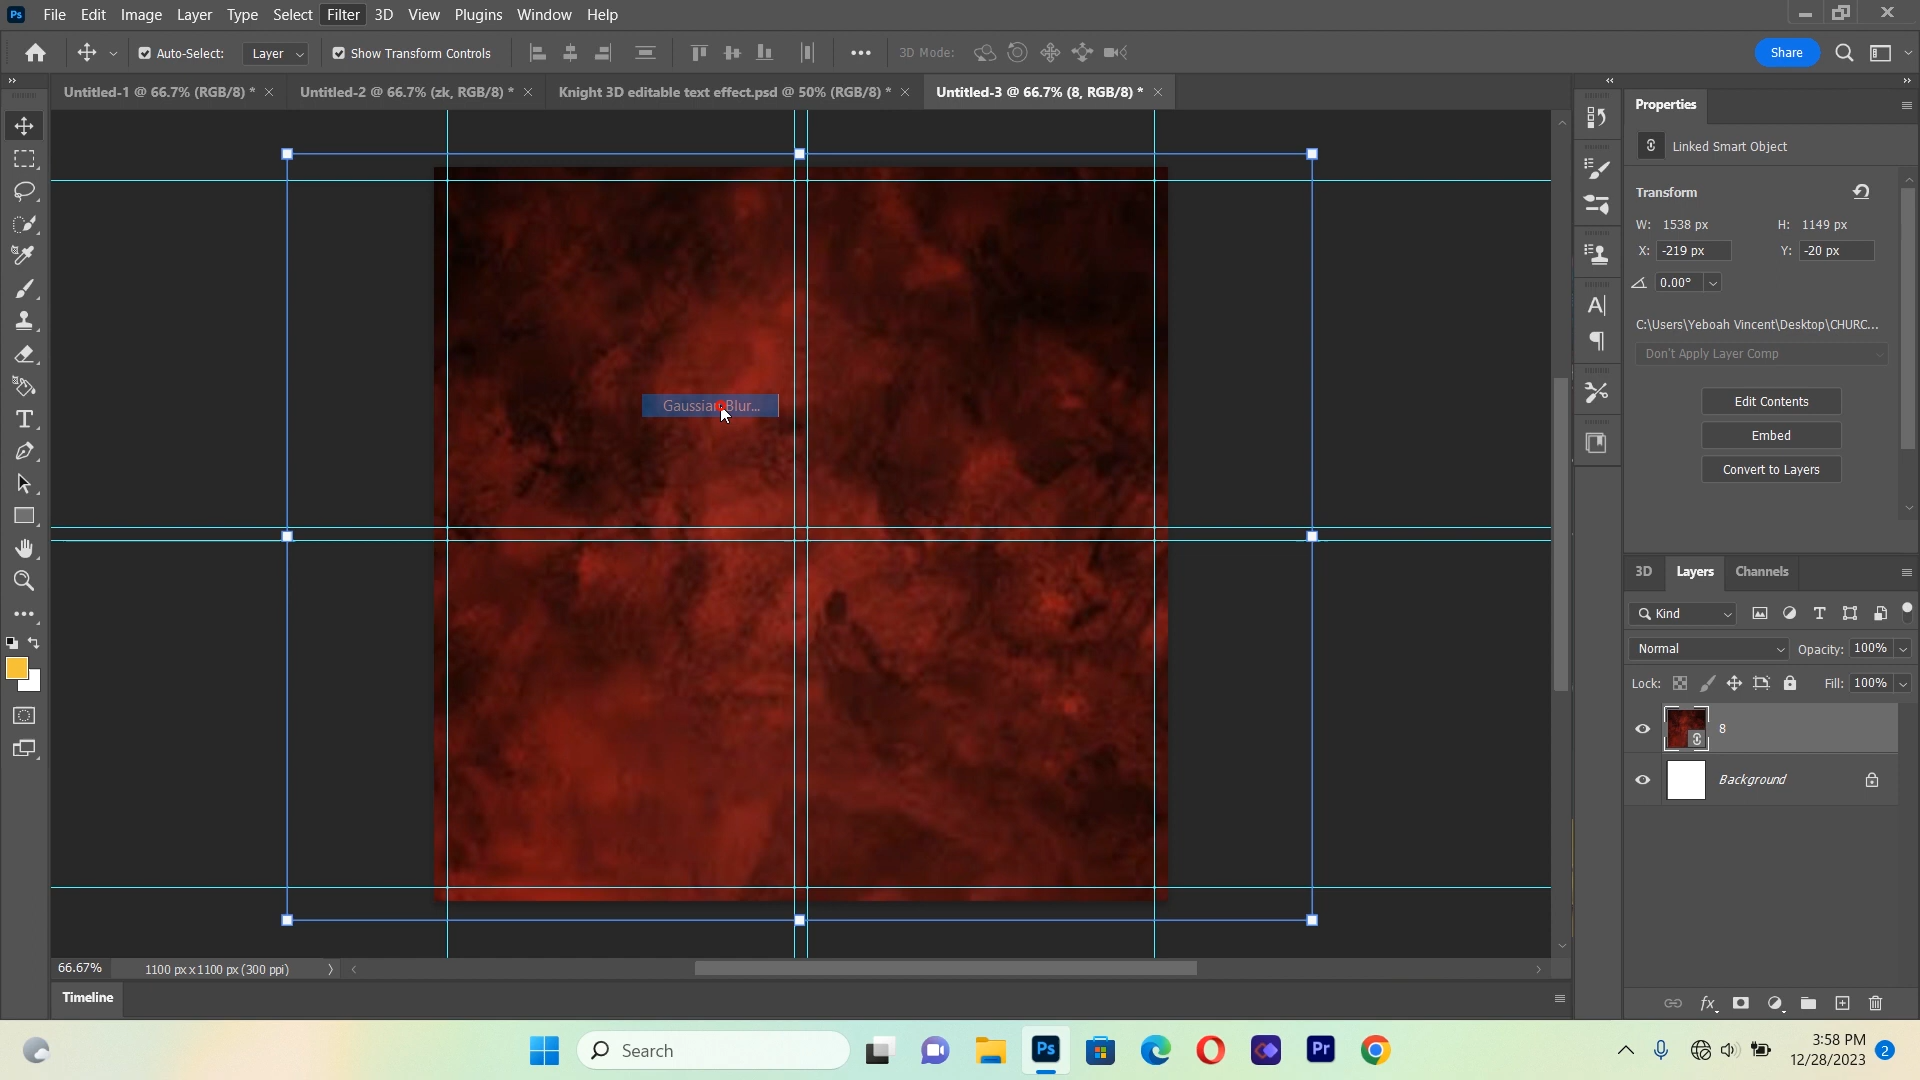 Ps File Edit Image Layer Type Select Filter 3D View Plugins Window Help
Auto-Select: Layer Show Transform Controls 3D Mode: Share
Untitled-1 @ 66.7% (RGB/8) * Untitled-2 @ 66.7% (zk, RGB/8) * Knight 3D editable text effect.psd @ 50% (RGB/8) * Untitled-3 @ 66.7% (8, RGB/8) *
Gaussian Blur...
66.67% 1100 px x 1100 px (300 ppi)
Timeline
Properties
Linked Smart Object
Transform
W: 1538 px H: 1149 px
X: -219 px Y: -20 px
0.00°
C:\Users\Yeboah Vincent\Desktop\CHURC...
Don't Apply Layer Comp
Edit Contents
Embed
Convert to Layers
3D Layers Channels
Kind
Normal Opacity: 100%
Lock: Fill: 100%
8
Background
fx
Search
Ps
Pr
3:58 PM
12/28/2023
2